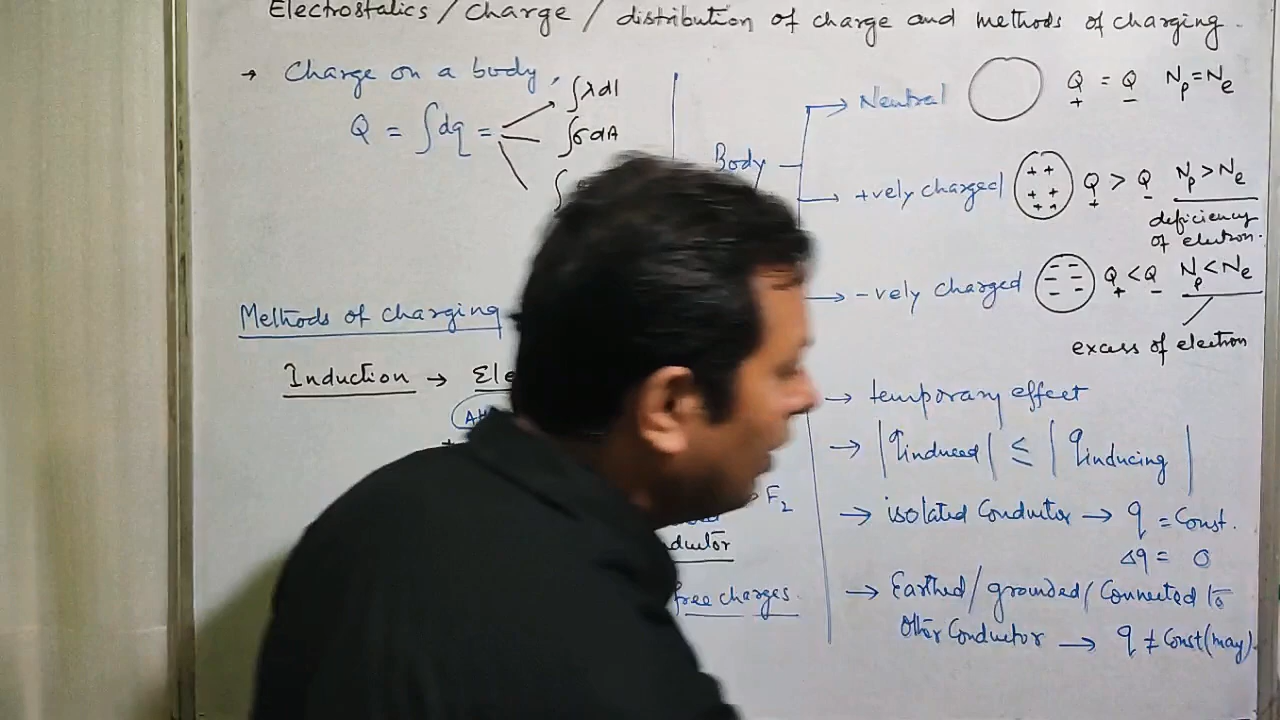 Electrostatics / charge / distribution of charge and methods of charging.
→ Charge on a body,
Q = ∫dq =
∫λdl
∫σdA
∫
Body
→ Neutral Q+ = Q- Np=Ne
→ +vely charged ++ ++ ++ Q+ > Q- Np>Ne
deficiency
of electron.
→ -vely charged -- -- -- Q+ < Q- Np<Ne
excess of electron
Methods of charging
Induction →
F2
free charges.
→ temporary effect
→ |qinduced| ≤ |qinducing|
→ isolated Conductor → q = Const.
Δq = 0
→ Earthed / grounded / Connected to
other Conductor → q ≠ Const (may).